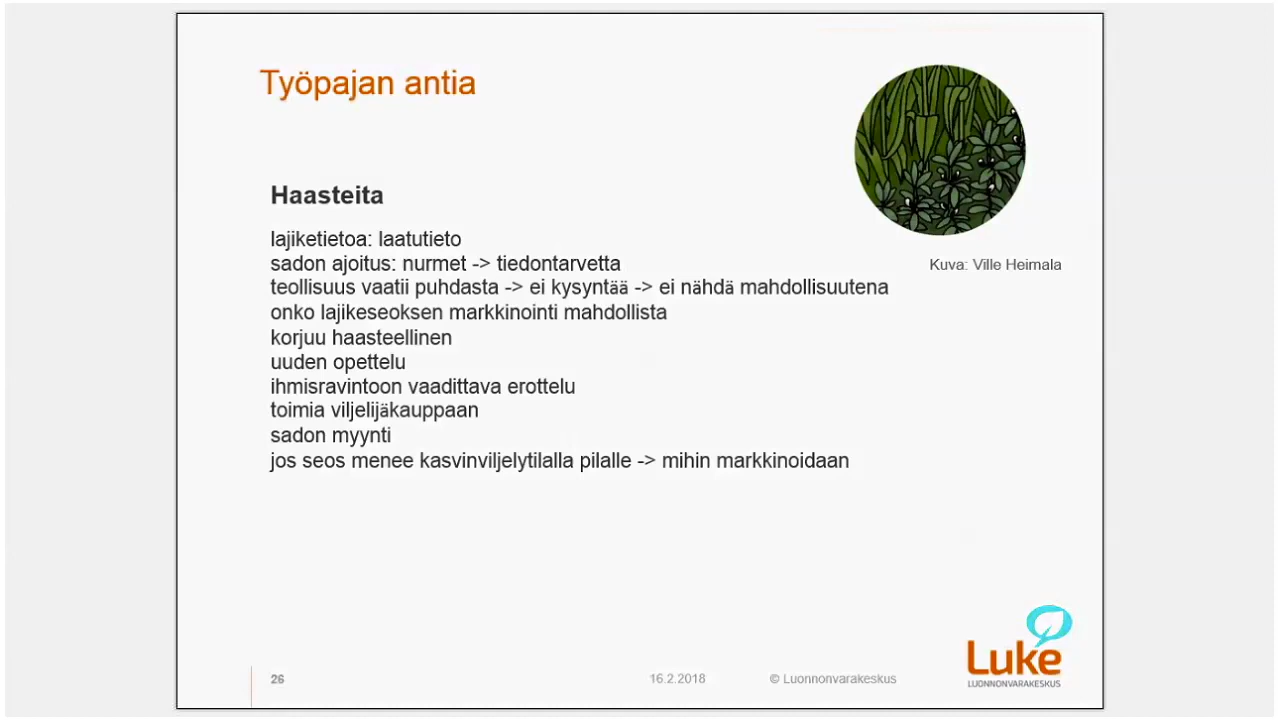 Työpajan antia
Haasteita
lajiketietoa: laatutieto
sadon ajoitus: nurmet -> tiedontarvetta
teollisuus vaatii puhdasta -> ei kysyntää -> ei nähdä mahdollisuutena
onko lajikeseoksen markkinointi mahdollista
korjuu haasteellinen
uuden opettelu
ihmisravintoon vaadittava erottelu
toimia viljelijäkauppaan
sadon myynti
jos seos menee kasvinviljelytilalla pilalle -> mihin markkinoidaan
Kuva: Ville Heimala
26
16.2.2018
© Luonnonvarakeskus
Luke
LUONNONVARAKESKUS